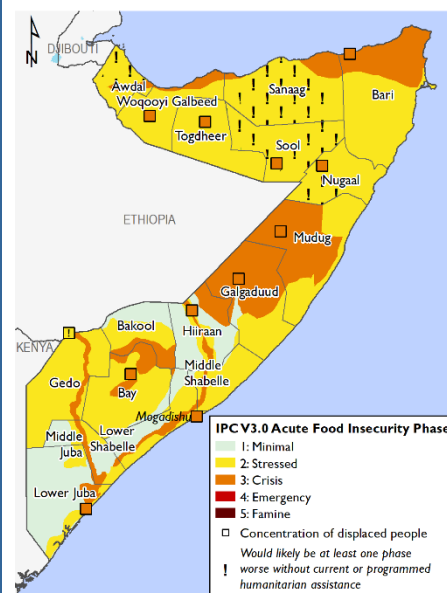 N
DJIBOUTI
Awdal
Woqooyi Galbeed
Togdheer
Sanaag
Bari
Sool
Nugaal
ETHIOPIA
Mudug
Galgaduud
Bakool
Hiiraan
KENYA
Gedo
Bay
Middle
Shabelle
Mogadishu
Middle
Juba
Lower
Shabelle
Lower Juba
IPC V3.0 Acute Food Insecurity Phase
1: Minimal
2: Stressed
3: Crisis
4: Emergency
5: Famine
Concentration of displaced people
! Would likely be at least one phase
worse without current or programmed
humanitarian assistance